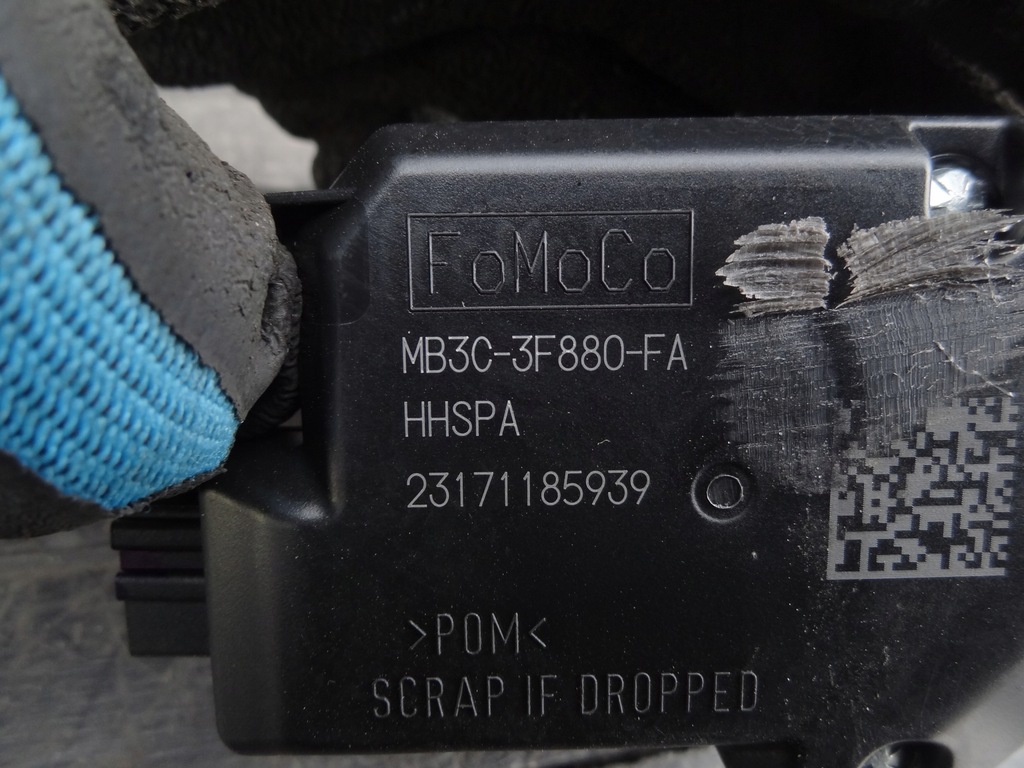 FoMoCo
MB3C-3F880-FA
HHSPA
23171185939
>POM<
SCRAP IF DROPPED